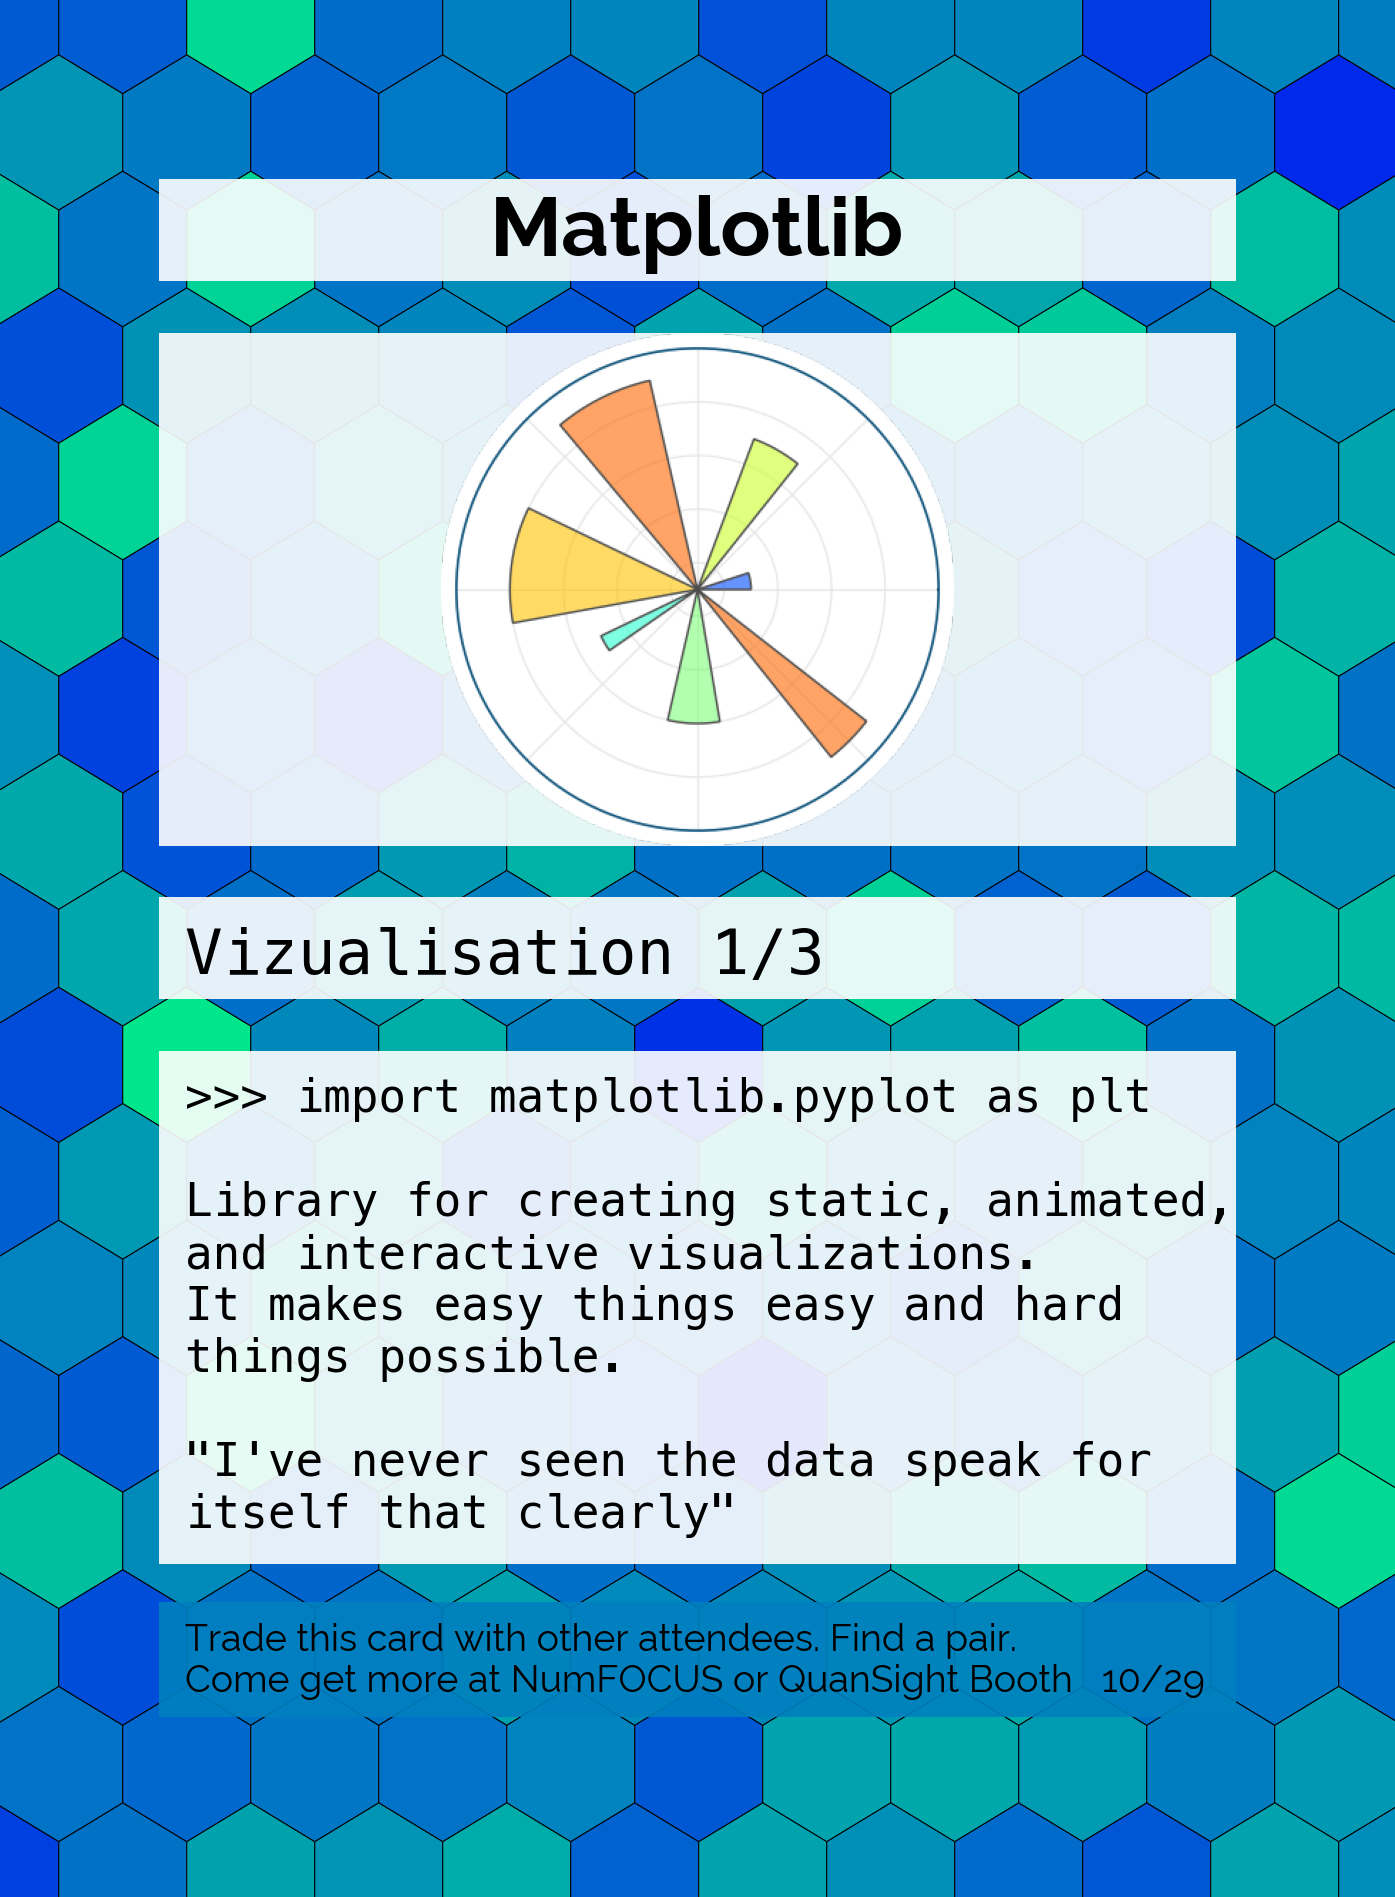 Matplotlib
Vizualisation 1/3
>>> import matplotlib.pyplot as plt
Library for creating static, animated,
and interactive visualizations.
It makes easy things easy and hard
things possible.
"I've never seen the data speak for
itself that clearly"
Trade this card with other attendees. Find a pair.
Come get more at NumFOCUS or QuanSight Booth 10/29